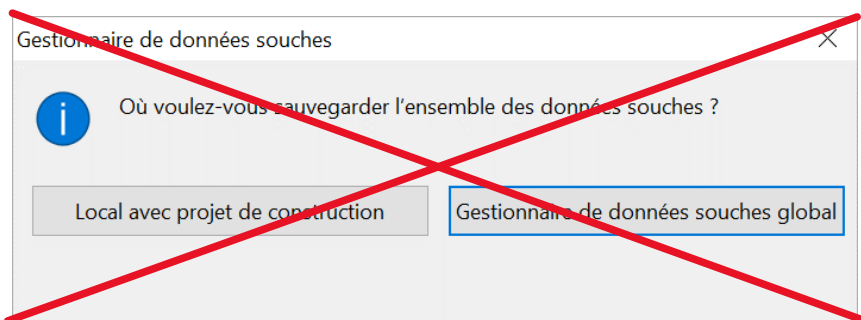 Gestionnaire de données souches
Où voulez-vous sauvegarder l'ensemble des données souches ?
Local avec projet de construction
Gestionnaire de données souches global